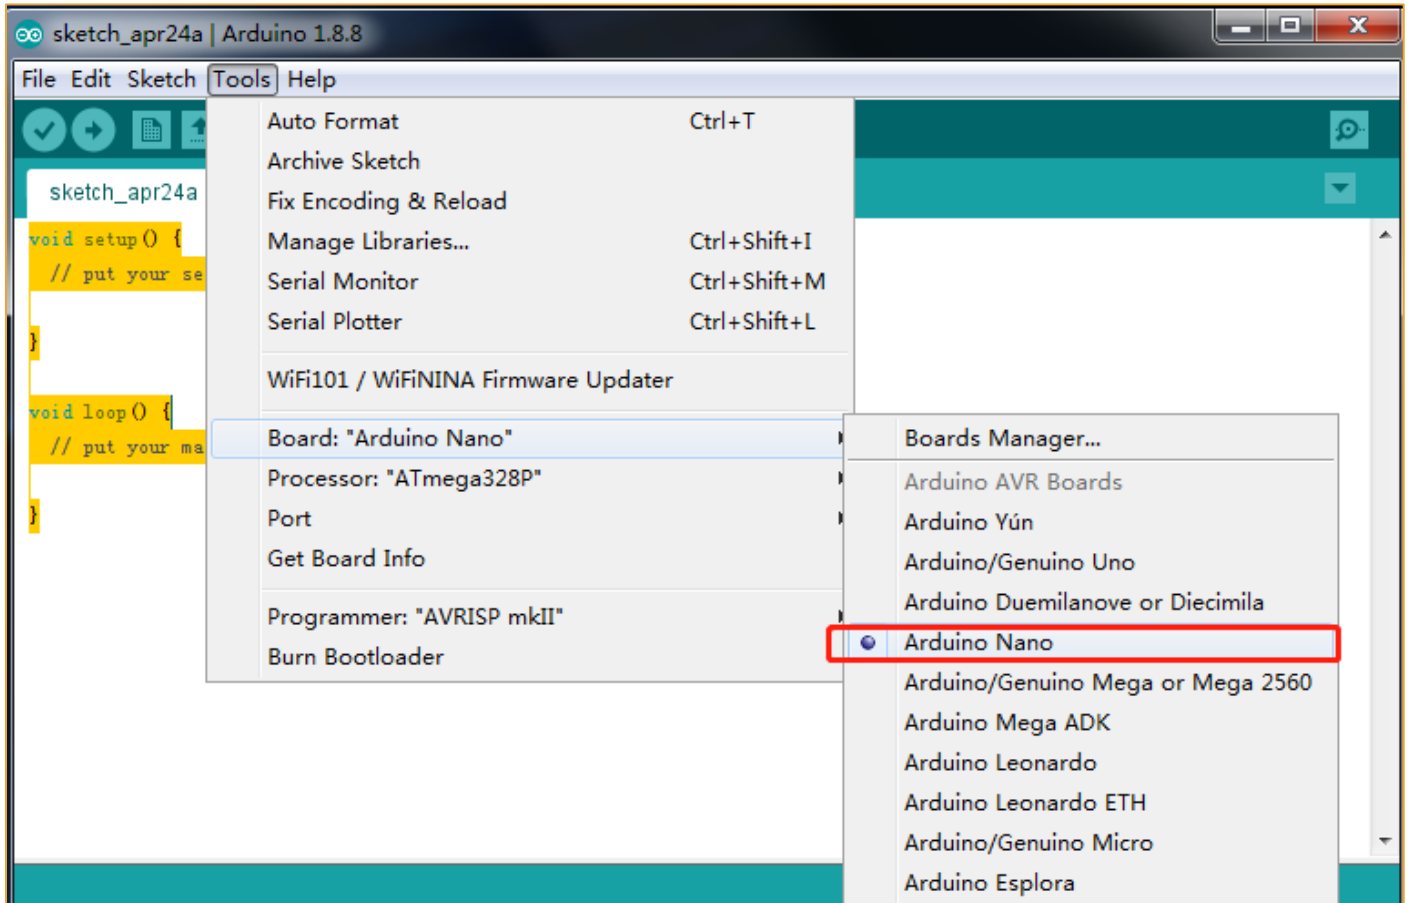 sketch_apr24a | Arduino 1.8.8
File Edit Sketch Tools Help
sketch_apr24a
void setup() {
// put your se
}
void loop() {
// put your ma
}
Auto Format Ctrl+T
Archive Sketch
Fix Encoding & Reload
Manage Libraries... Ctrl+Shift+I
Serial Monitor Ctrl+Shift+M
Serial Plotter Ctrl+Shift+L
WiFi101 / WiFiNINA Firmware Updater
Board: "Arduino Nano"
Processor: "ATmega328P"
Port
Get Board Info
Programmer: "AVRISP mkII"
Burn Bootloader
Boards Manager...
Arduino AVR Boards
Arduino Yún
Arduino/Genuino Uno
Arduino Duemilanove or Diecimila
Arduino Nano
Arduino/Genuino Mega or Mega 2560
Arduino Mega ADK
Arduino Leonardo
Arduino Leonardo ETH
Arduino/Genuino Micro
Arduino Esplora